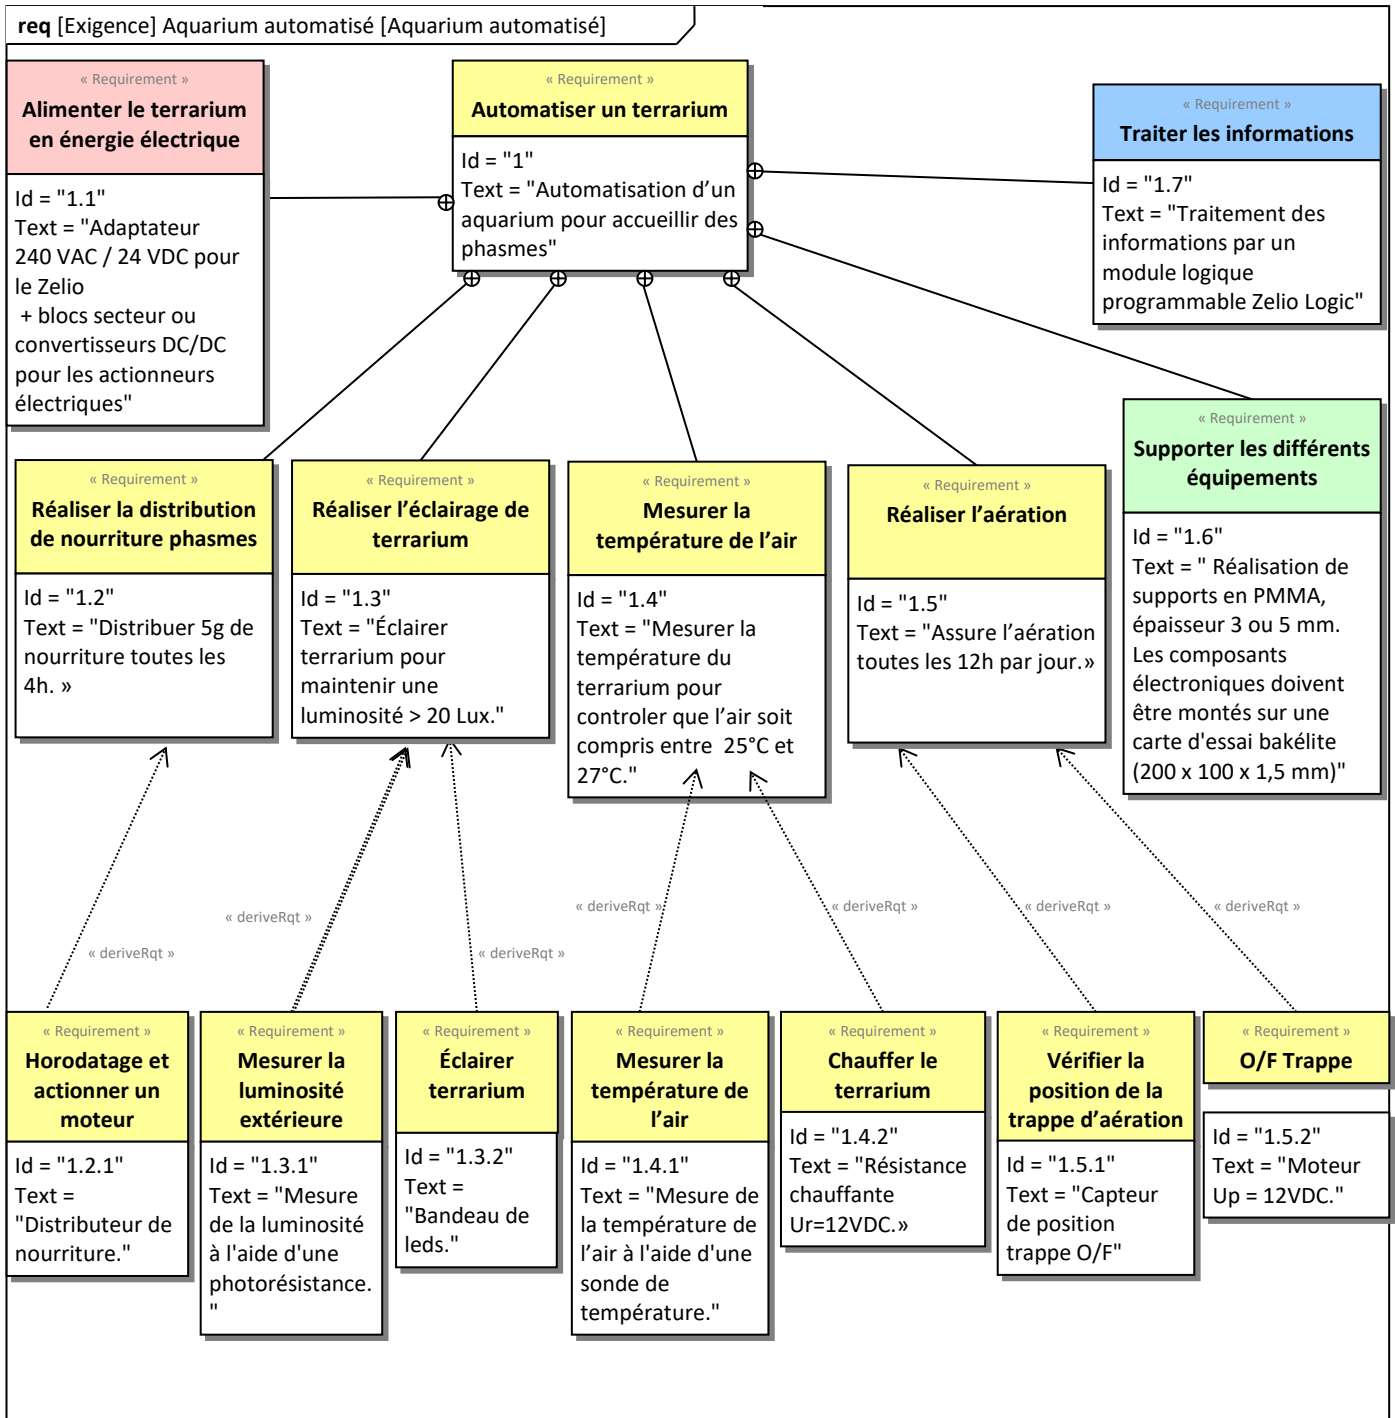 req [Exigence] Aquarium automatisé [Aquarium automatisé]
« Requirement »
Alimenter le terrarium
en énergie électrique
Id = "1.1"
Text = "Adaptateur
240 VAC / 24 VDC pour
le Zelio
+ blocs secteur ou
convertisseurs DC/DC
pour les actionneurs
électriques"
« Requirement »
Automatiser un terrarium
Id = "1"
Text = "Automatisation d’un
aquarium pour accueillir des
phasmes"
« Requirement »
Traiter les informations
Id = "1.7"
Text = "Traitement des
informations par un
module logique
programmable Zelio Logic"
« Requirement »
Réaliser la distribution
de nourriture phasmes
Id = "1.2"
Text = "Distribuer 5g de
nourriture toutes les
4h. »
« Requirement »
Réaliser l’éclairage de
terrarium
Id = "1.3"
Text = "Éclairer
terrarium pour
maintenir une
luminosité > 20 Lux."
« Requirement »
Mesurer la
température de l’air
Id = "1.4"
Text = "Mesurer la
température du
terrarium pour
controler que l’air soit
compris entre 25°C et
27°C."
« Requirement »
Réaliser l’aération
Id = "1.5"
Text = "Assure l’aération
toutes les 12h par jour.»
« Requirement »
Supporter les différents
équipements
Id = "1.6"
Text = " Réalisation de
supports en PMMA,
épaisseur 3 ou 5 mm.
Les composants
électroniques doivent
être montés sur une
carte d'essai bakélite
(200 x 100 x 1,5 mm)"
« deriveRqt »
« deriveRqt »
« deriveRqt »
« deriveRqt »
« deriveRqt »
« deriveRqt »
« deriveRqt »
« Requirement »
Horodatage et
actionner un
moteur
Id = "1.2.1"
Text =
"Distributeur de
nourriture."
« Requirement »
Mesurer la
luminosité
extérieure
Id = "1.3.1"
Text = "Mesure
de la luminosité
à l'aide d'une
photorésistance.
"
« Requirement »
Éclairer
terrarium
Id = "1.3.2"
Text =
"Bandeau de
leds."
« Requirement »
Mesurer la
température de
l’air
Id = "1.4.1"
Text = "Mesure de
la température de
l’air à l'aide d'une
sonde de
température."
« Requirement »
Chauffer le
terrarium
Id = "1.4.2"
Text = "Résistance
chauffante
Ur=12VDC.»
« Requirement »
Vérifier la
position de la
trappe d’aération
Id = "1.5.1"
Text = "Capteur
de position
trappe O/F"
« Requirement »
O/F Trappe
Id = "1.5.2"
Text = "Moteur
Up = 12VDC."